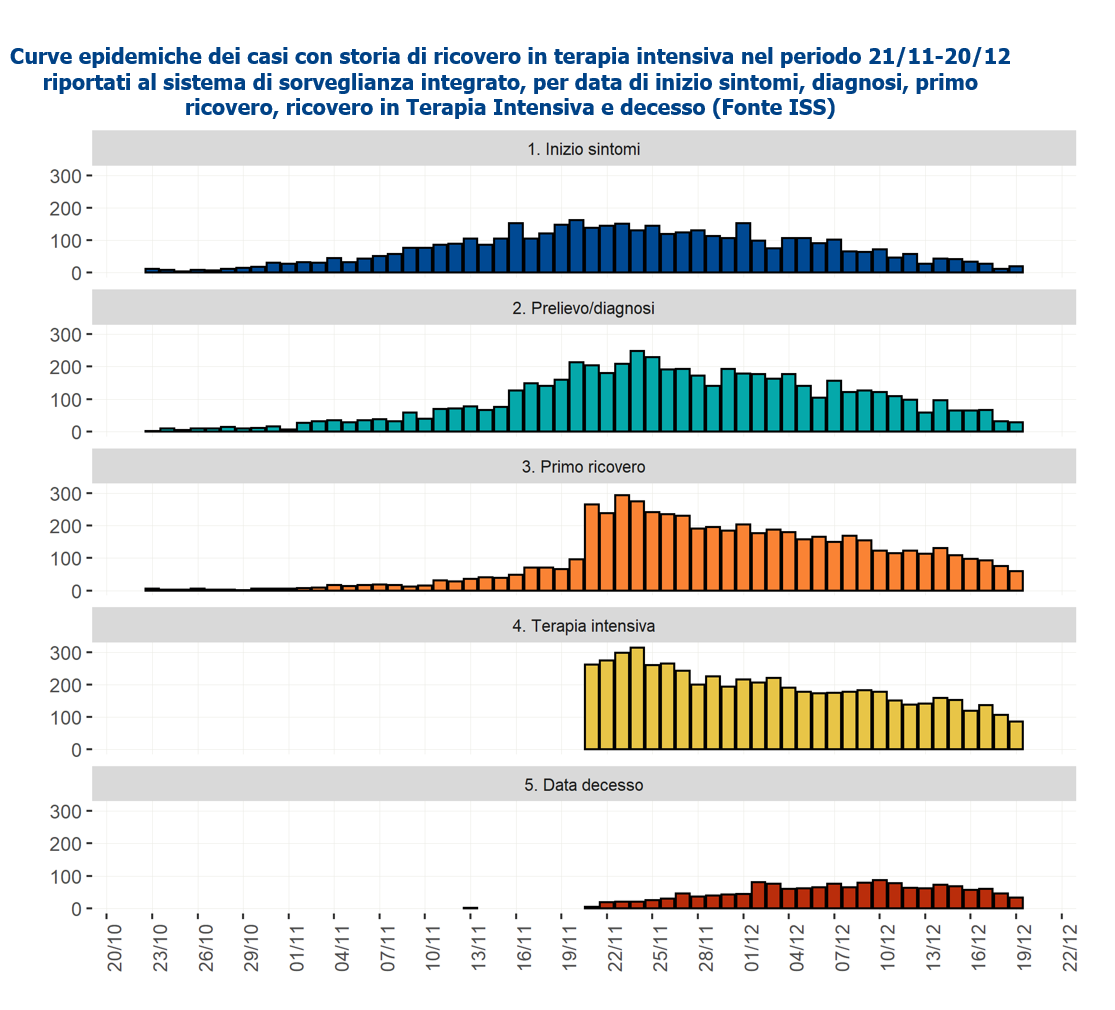 Curve epidemiche dei casi con storia di ricovero in terapia intensiva nel periodo 21/11-20/12
riportati al sistema di sorveglianza integrato, per data di inizio sintomi, diagnosi, primo
ricovero, ricovero in Terapia Intensiva e decesso (Fonte ISS)
1. Inizio sintomi
300
200
100
0
2. Prelievo/diagnosi
300
200
100
0
3. Primo ricovero
300
200
100
0
4. Terapia intensiva
300
200
100
0
5. Data decesso
300
200
100
0
20/10 23/10 26/10 29/10 01/11 04/11 07/11 10/11 13/11 16/11 19/11 22/11 25/11 28/11 01/12 04/12 07/12 10/12 13/12 16/12 19/12 22/12